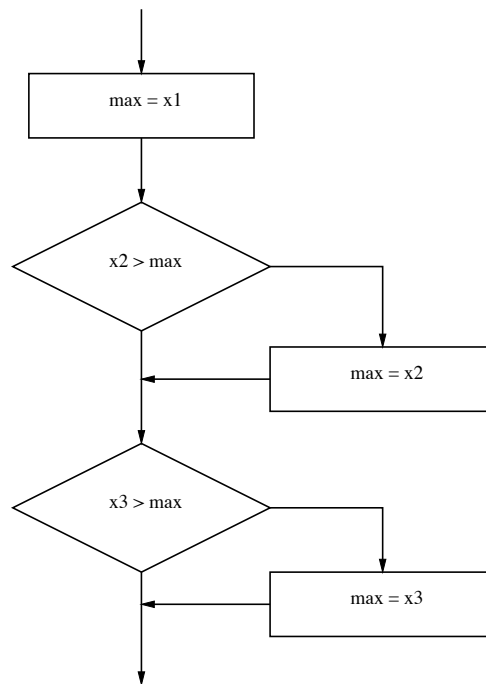 max = x1
x2 > max
max = x2
x3 > max
max = x3